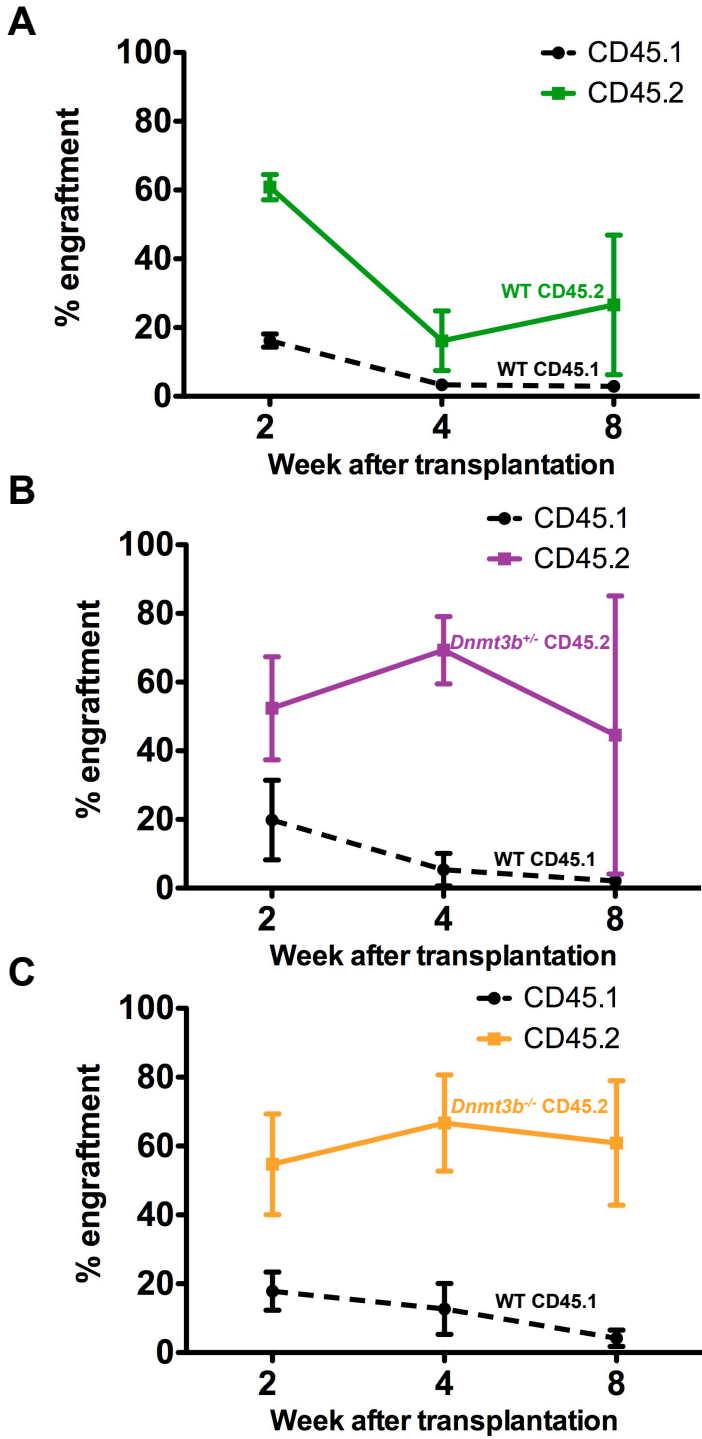 A
CD45.1
CD45.2
100
80
60
40
20
0
% engraftment
WT CD45.2
WT CD45.1
2 4 8
Week after transplantation
B
CD45.1
CD45.2
100
80
60
40
20
0
% engraftment
Dnmt3b+/- CD45.2
WT CD45.1
2 4 8
Week after transplantation
C
CD45.1
CD45.2
100
80
60
40
20
0
% engraftment
Dnmt3b-/- CD45.2
WT CD45.1
2 4 8
Week after transplantation